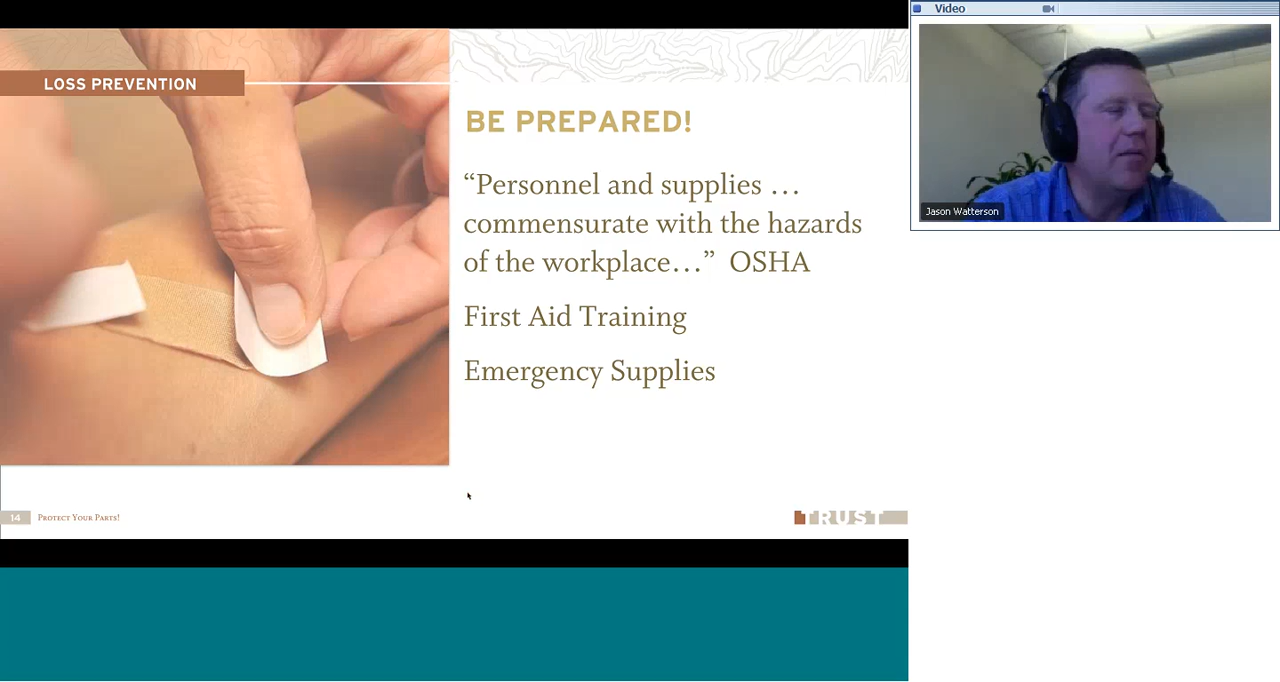 Video
LOSS PREVENTION
BE PREPARED!
“Personnel and supplies …
commensurate with the hazards
of the workplace…”  OSHA
First Aid Training
Emergency Supplies
Jason Watterson
14 Protect Your Parts!
TRUST